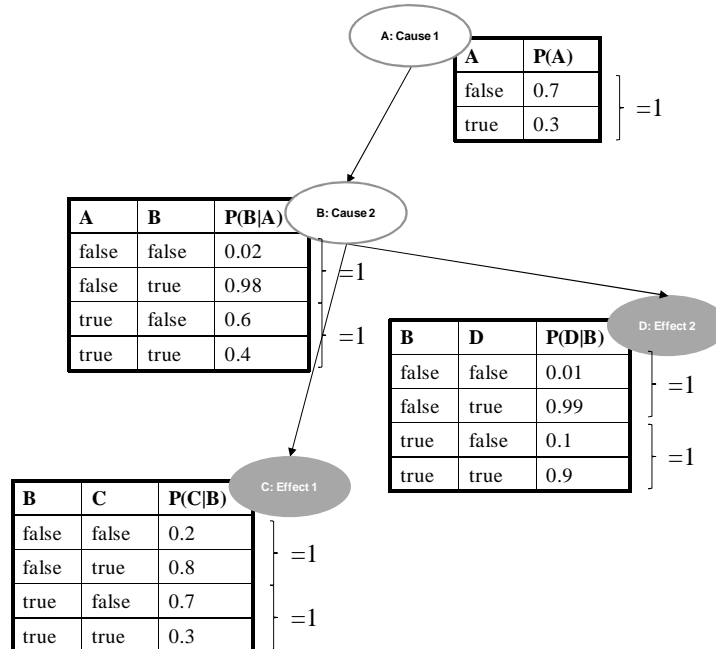 A: Cause 1
A P(A)
false 0.7
true 0.3
=1
B: Cause 2
A B P(B|A)
false false 0.02
false true 0.98
true false 0.6
true true 0.4
=1
=1
D: Effect 2
B D P(D|B)
false false 0.01
false true 0.99
true false 0.1
true true 0.9
=1
=1
C: Effect 1
B C P(C|B)
false false 0.2
false true 0.8
true false 0.7
true true 0.3
=1
=1